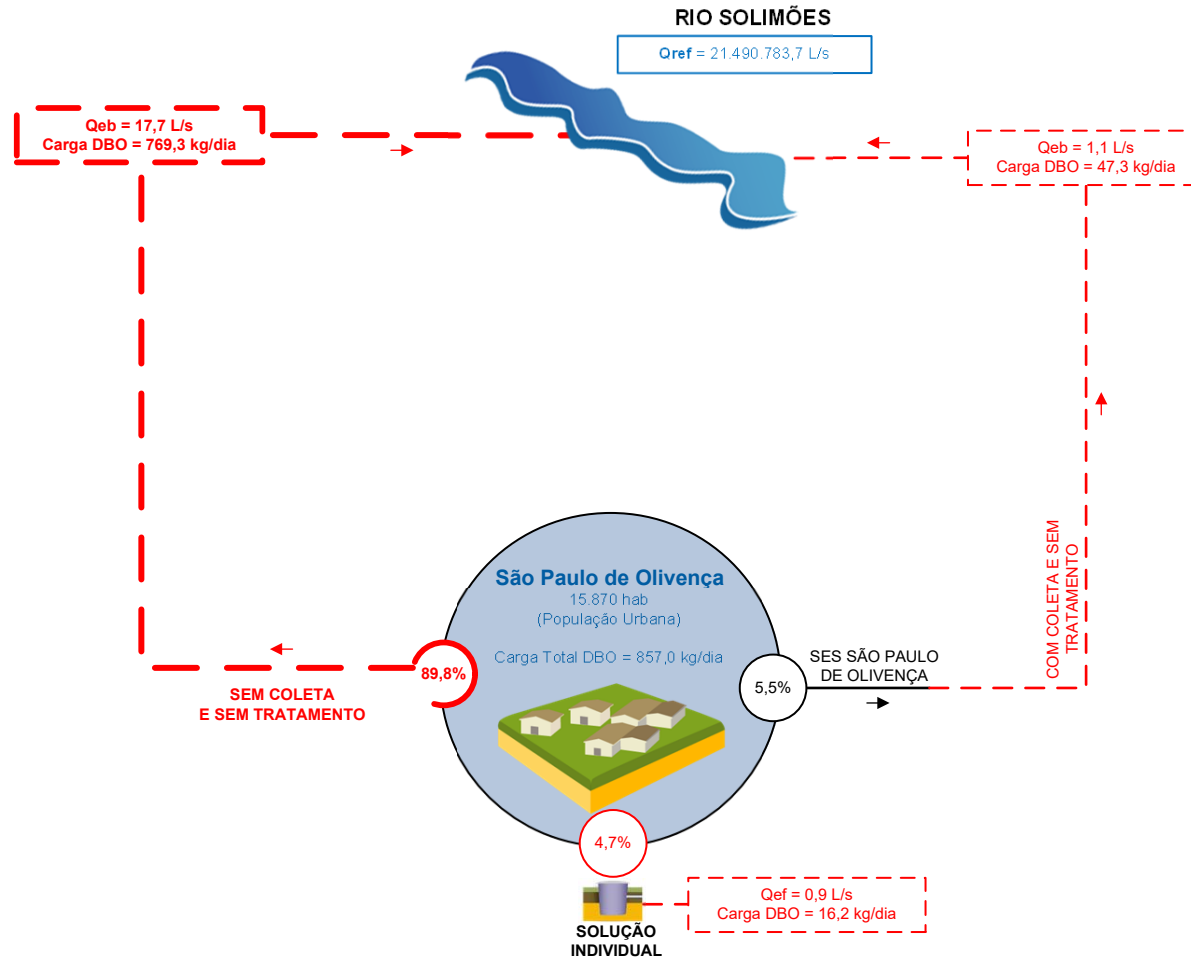 RIO SOLIMÕES
Qref = 21.490.783,7 L/s
Qeb = 17,7 L/s
Carga DBO = 769,3 kg/dia
Qeb = 1,1 L/s
Carga DBO = 47,3 kg/dia
São Paulo de Olivença
15.870 hab
(População Urbana)
Carga Total DBO = 857,0 kg/dia
89,8%
SEM COLETA
E SEM TRATAMENTO
5,5%
SES SÃO PAULO
DE OLIVENÇA
COM COLETA E SEM
TRATAMENTO
4,7%
SOLUÇÃO
INDIVIDUAL
Qef = 0,9 L/s
Carga DBO = 16,2 kg/dia